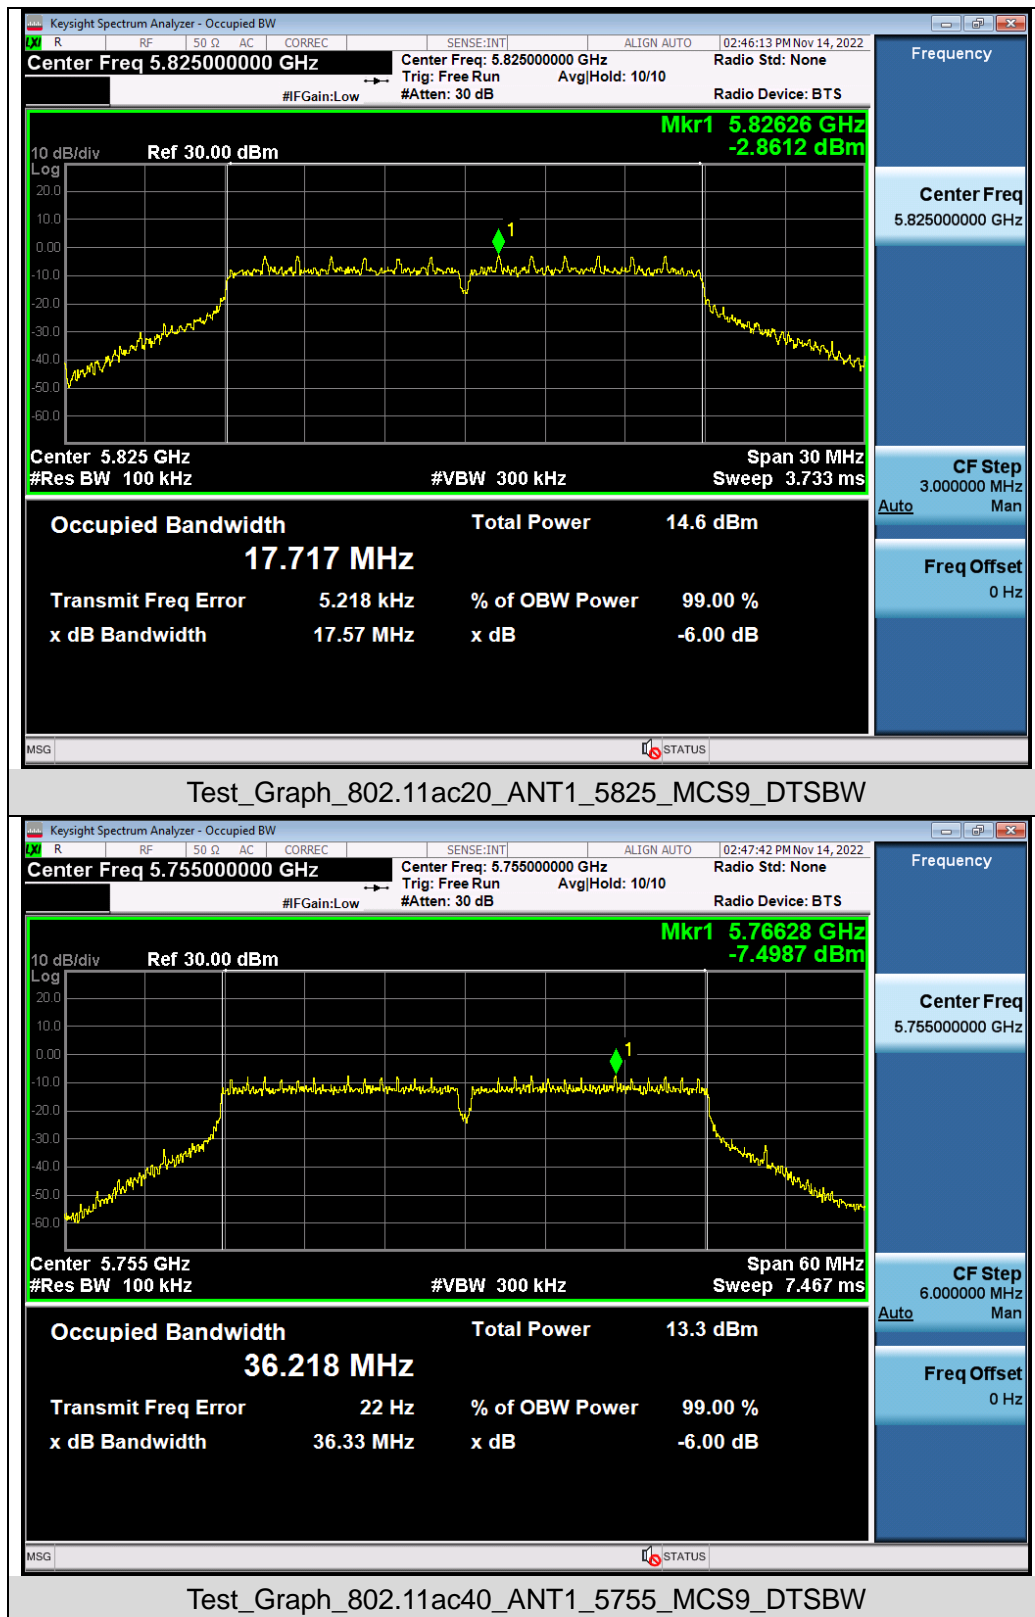 Keysight Spectrum Analyzer - Occupied BW
LXI R RF 50 Ω AC CORREC SENSE:INT ALIGN AUTO 02:46:13 PM Nov 14, 2022
Center Freq 5.825000000 GHz
Center Freq: 5.825000000 GHz
Radio Std: None
Trig: Free Run Avg|Hold: 10/10
#IFGain:Low
#Atten: 30 dB
Radio Device: BTS
Frequency
Mkr1 5.82626 GHz
-2.8612 dBm
10 dB/div Ref 30.00 dBm
Log
20.0
10.0
0.00
-10.0
-20.0
-30.0
-40.0
-50.0
-60.0
1
Center Freq
5.825000000 GHz
Center 5.825 GHz Span 30 MHz
#Res BW 100 kHz #VBW 300 kHz Sweep 3.733 ms
CF Step
3.000000 MHz
Auto Man
Occupied Bandwidth Total Power 14.6 dBm
17.717 MHz
Transmit Freq Error 5.218 kHz % of OBW Power 99.00 %
x dB Bandwidth 17.57 MHz x dB -6.00 dB
Freq Offset
0 Hz
MSG STATUS
Test_Graph_802.11ac20_ANT1_5825_MCS9_DTSBW
Keysight Spectrum Analyzer - Occupied BW
LXI R RF 50 Ω AC CORREC SENSE:INT ALIGN AUTO 02:47:42 PM Nov 14, 2022
Center Freq 5.755000000 GHz
Center Freq: 5.755000000 GHz
Radio Std: None
Trig: Free Run Avg|Hold: 10/10
#IFGain:Low
#Atten: 30 dB
Radio Device: BTS
Frequency
Mkr1 5.76628 GHz
-7.4987 dBm
10 dB/div Ref 30.00 dBm
Log
20.0
10.0
0.00
-10.0
-20.0
-30.0
-40.0
-50.0
-60.0
1
Center Freq
5.755000000 GHz
Center 5.755 GHz Span 60 MHz
#Res BW 100 kHz #VBW 300 kHz Sweep 7.467 ms
CF Step
6.000000 MHz
Auto Man
Occupied Bandwidth Total Power 13.3 dBm
36.218 MHz
Transmit Freq Error 22 Hz % of OBW Power 99.00 %
x dB Bandwidth 36.33 MHz x dB -6.00 dB
Freq Offset
0 Hz
MSG STATUS
Test_Graph_802.11ac40_ANT1_5755_MCS9_DTSBW